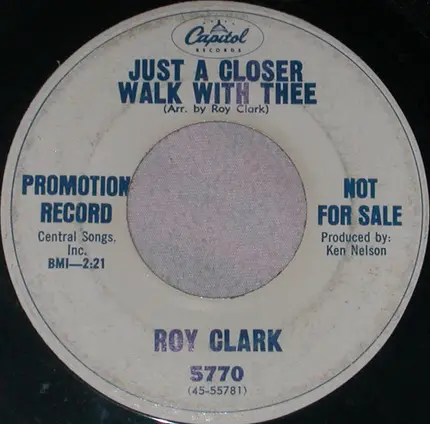 Capitol
RECORDS
JUST A CLOSER
WALK WITH THEE
(Arr. by Roy Clark)
PROMOTION
RECORD
Central Songs,
Inc.
BMI—2:21
NOT
FOR SALE
Produced by:
Ken Nelson
ROY CLARK
5770
(45-55781)